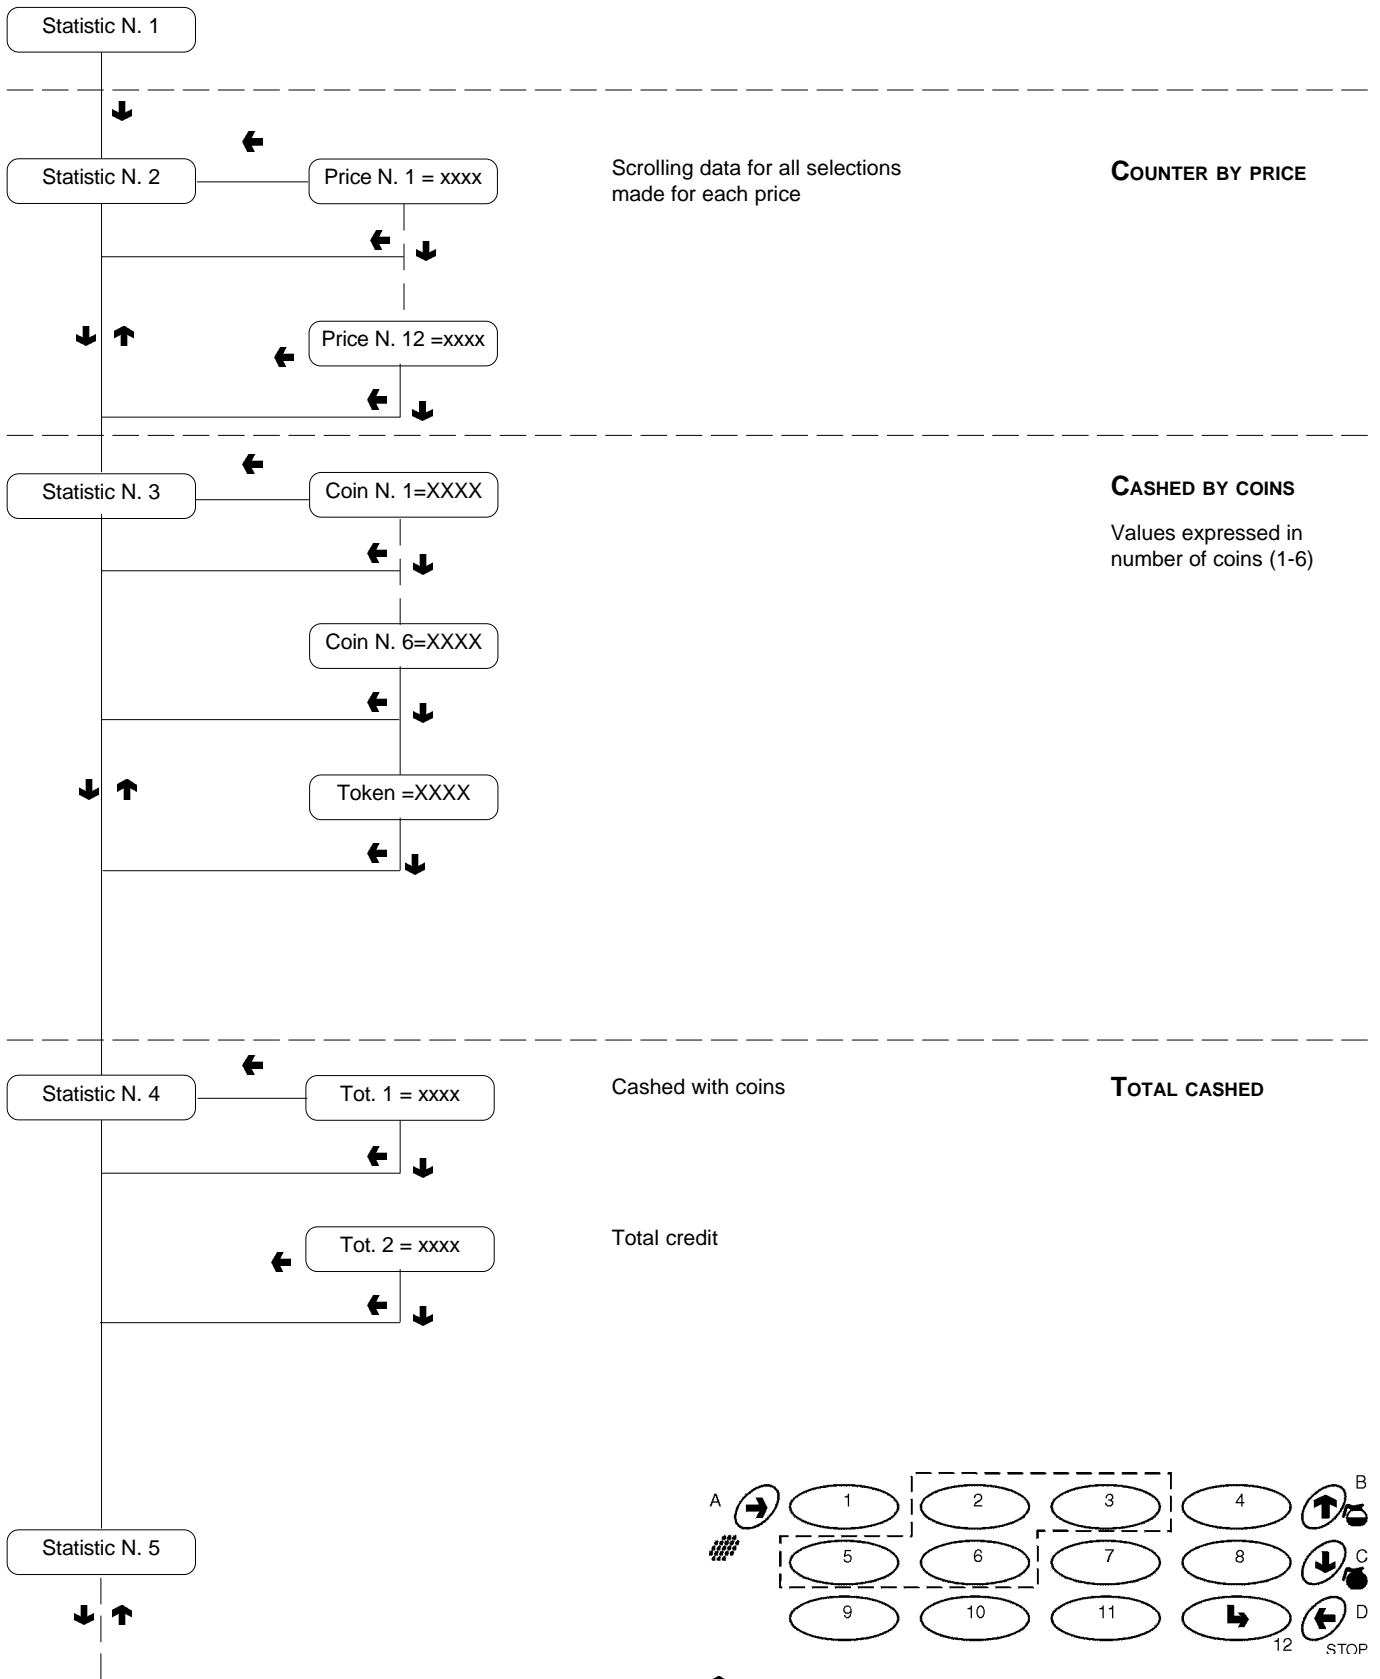 Statistic N. 1
Statistic N. 2
Price N. 1 = xxxx
Scrolling data for all selections
made for each price
COUNTER BY PRICE
Price N. 12 =xxxx
Statistic N. 3
Coin N. 1=XXXX
CASHED BY COINS
Values expressed in
number of coins (1-6)
Coin N. 6=XXXX
Token =XXXX
Statistic N. 4
Tot. 1 = xxxx
Cashed with coins
TOTAL CASHED
Tot. 2 = xxxx
Total credit
Statistic N. 5
A 1 2 3 4 B
5 6 7 8 C
9 10 11 12 D
STOP